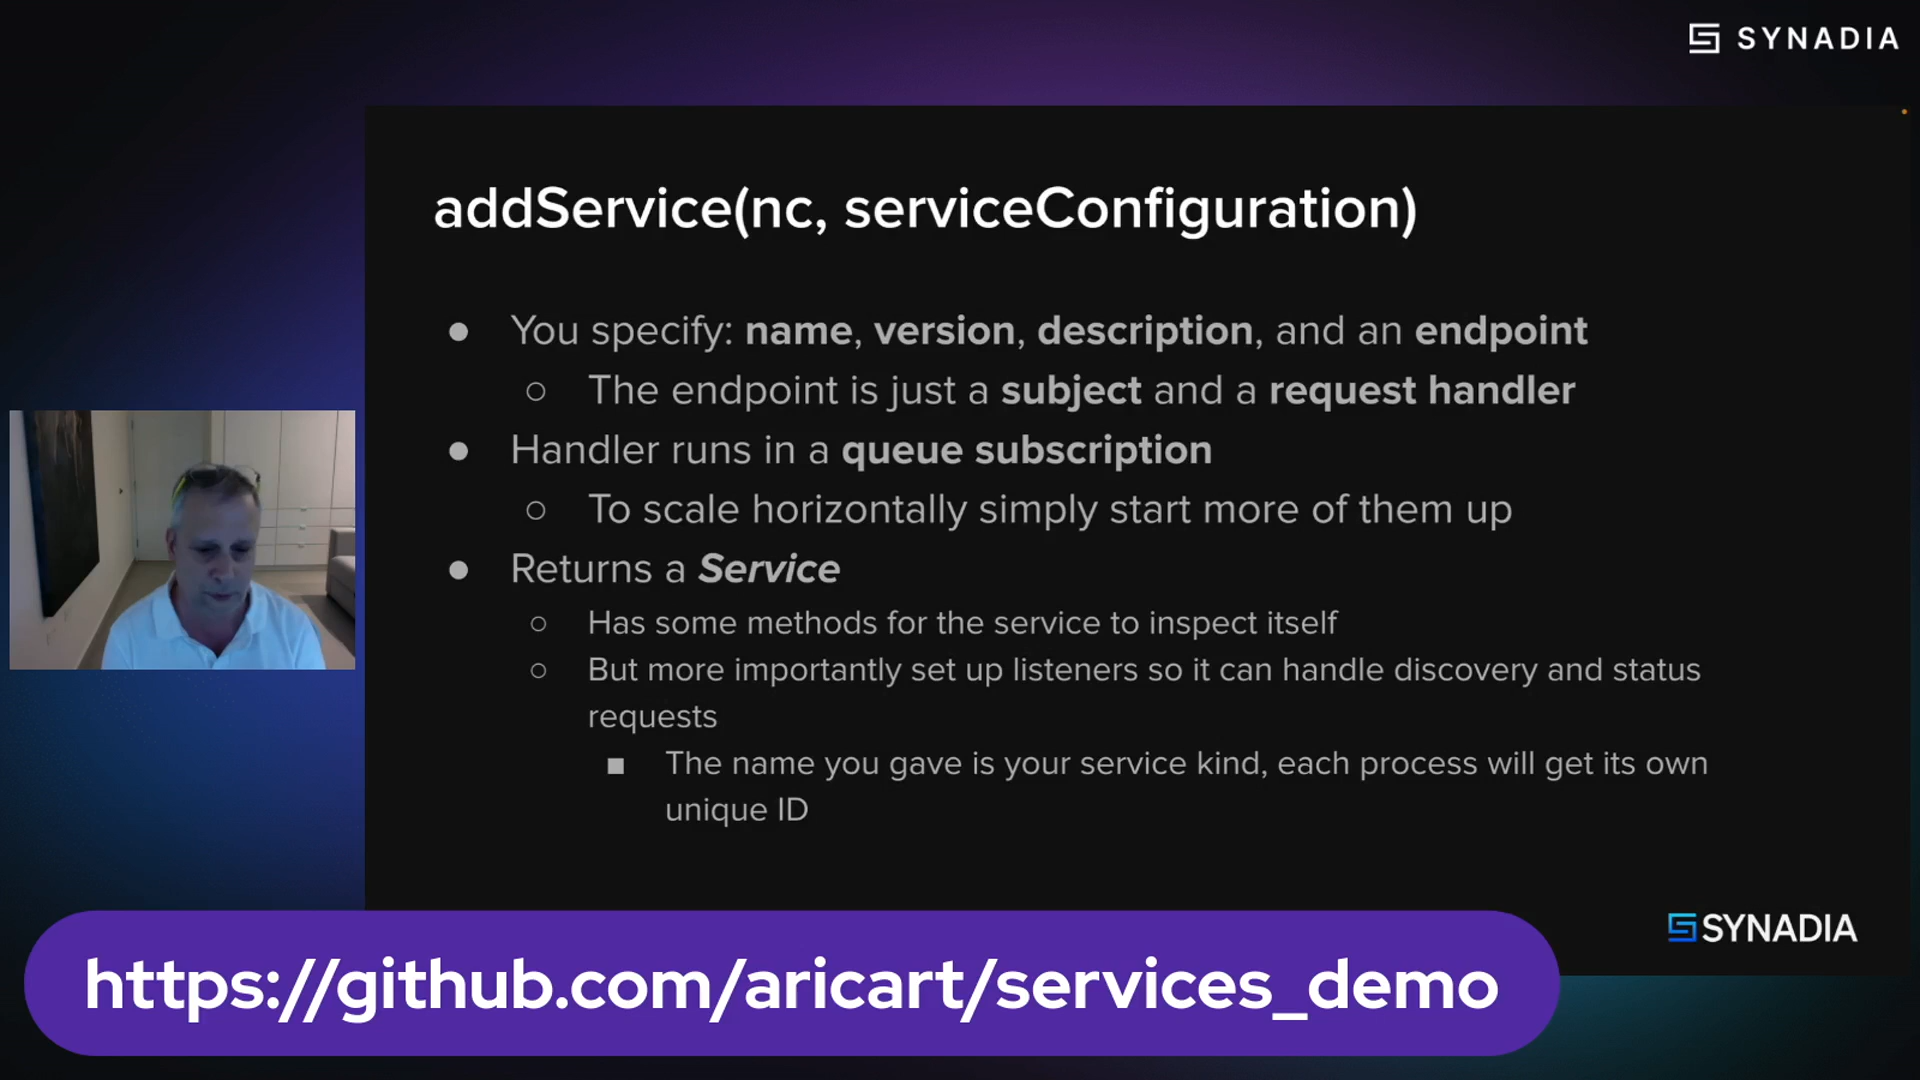 SYNADIA
addService(nc, serviceConfiguration)
● You specify: name, version, description, and an endpoint
○ The endpoint is just a subject and a request handler
● Handler runs in a queue subscription
○ To scale horizontally simply start more of them up
● Returns a Service
○ Has some methods for the service to inspect itself
○ But more importantly set up listeners so it can handle discovery and status
requests
■ The name you gave is your service kind, each process will get its own
unique ID
SYNADIA
https://github.com/aricart/services_demo